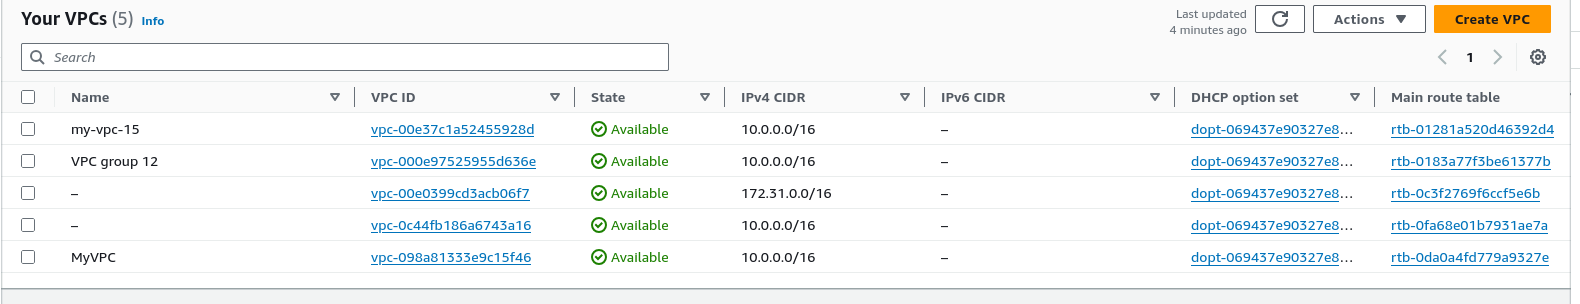 Your VPCs (5) Info
Last updated
4 minutes ago
Actions
Create VPC
Search
1
Name VPC ID State IPv4 CIDR IPv6 CIDR DHCP option set Main route table
my-vpc-15 vpc-00e37c1a52455928d Available 10.0.0.0/16 – dopt-069437e90327e8... rtb-01281a520d46392d4
VPC group 12 vpc-000e97525955d636e Available 10.0.0.0/16 – dopt-069437e90327e8... rtb-0183a77f3be61377b
– vpc-00e0399cd3acb06f7 Available 172.31.0.0/16 – dopt-069437e90327e8... rtb-0c3f2769f6ccf5e6b
– vpc-0c44fb186a6743a16 Available 10.0.0.0/16 – dopt-069437e90327e8... rtb-0fa68e01b7931ae7a
MyVPC vpc-098a81333e9c15f46 Available 10.0.0.0/16 – dopt-069437e90327e8... rtb-0da0a4fd779a9327e